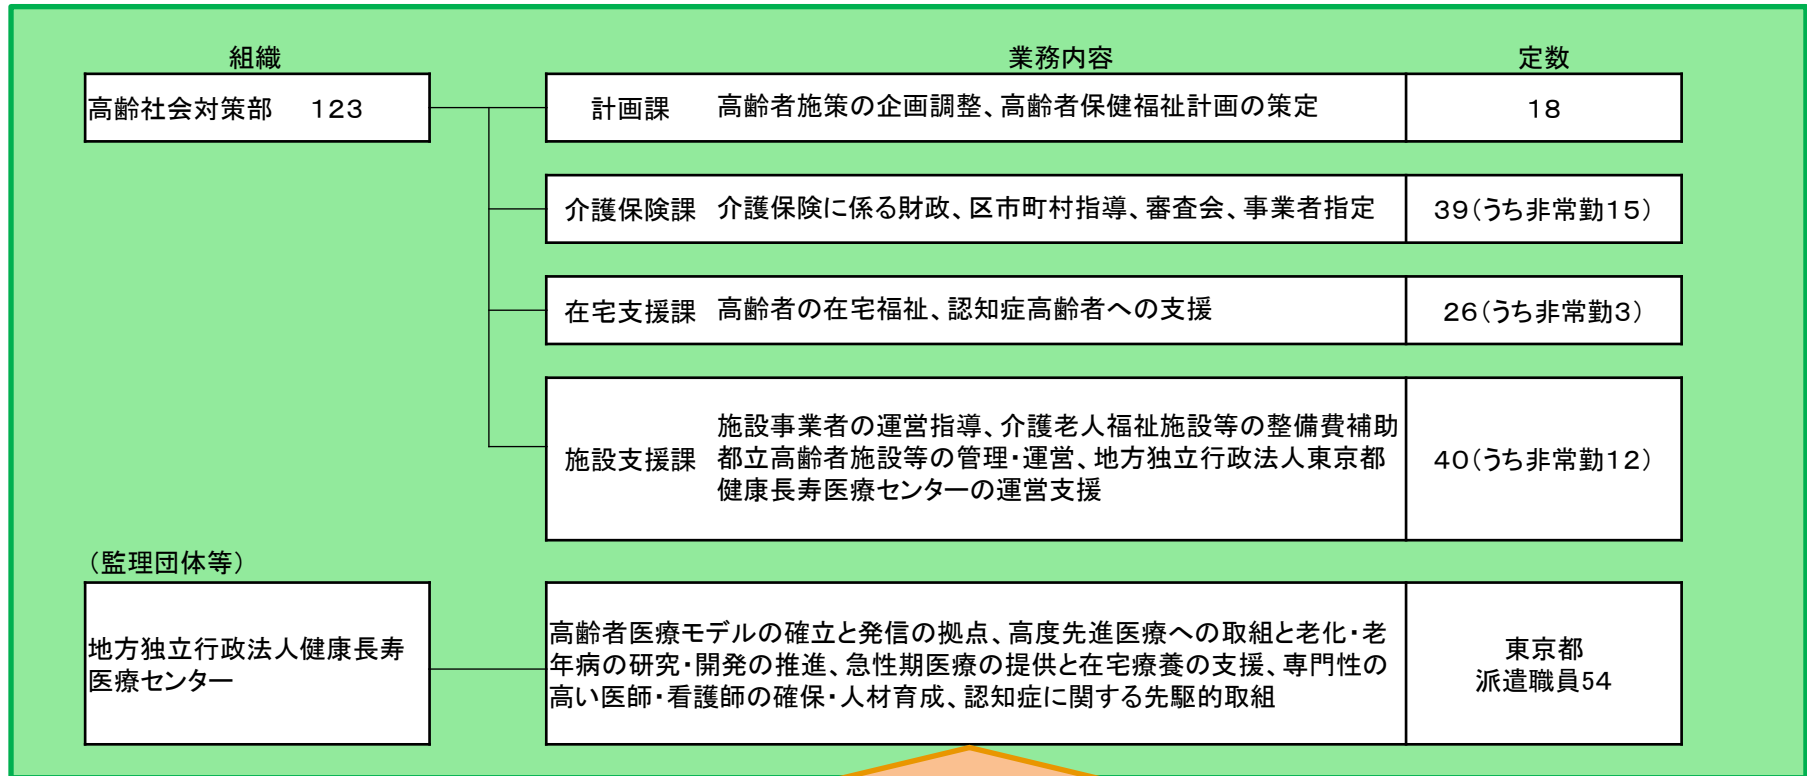 組織 業務内容 定数
高齢社会対策部 123
計画課 高齢者施策の企画調整、高齢者保健福祉計画の策定 18
介護保険課 介護保険に係る財政、区市町村指導、審査会、事業者指定 39(うち非常勤15)
在宅支援課 高齢者の在宅福祉、認知症高齢者への支援 26(うち非常勤3)
施設支援課
施設事業者の運営指導、介護老人福祉施設等の整備費補助
都立高齢者施設等の管理・運営、地方独立行政法人東京都
健康長寿医療センターの運営支援
40(うち非常勤12)
(監理団体等)
地方独立行政法人健康長寿
医療センター
高齢者医療モデルの確立と発信の拠点、高度先進医療への取組と老化・老
年病の研究・開発の推進、急性期医療の提供と在宅療養の支援、専門性の
高い医師・看護師の確保・人材育成、認知症に関する先駆的取組
東京都
派遣職員54